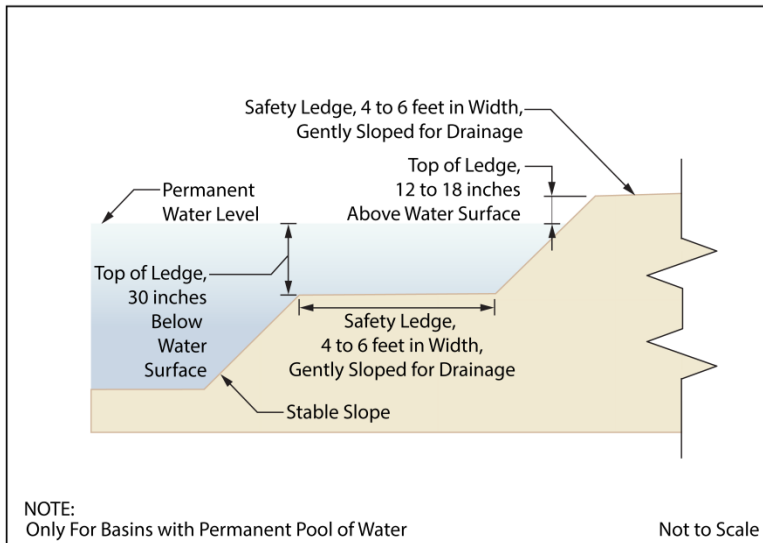 Safety Ledge, 4 to 6 feet in Width,
Gently Sloped for Drainage
Top of Ledge,
12 to 18 inches
Above Water Surface
Permanent
Water Level
Top of Ledge,
30 inches
Below
Water
Surface
Safety Ledge,
4 to 6 feet in Width,
Gently Sloped for Drainage
Stable Slope
NOTE:
Only For Basins with Permanent Pool of Water
Not to Scale